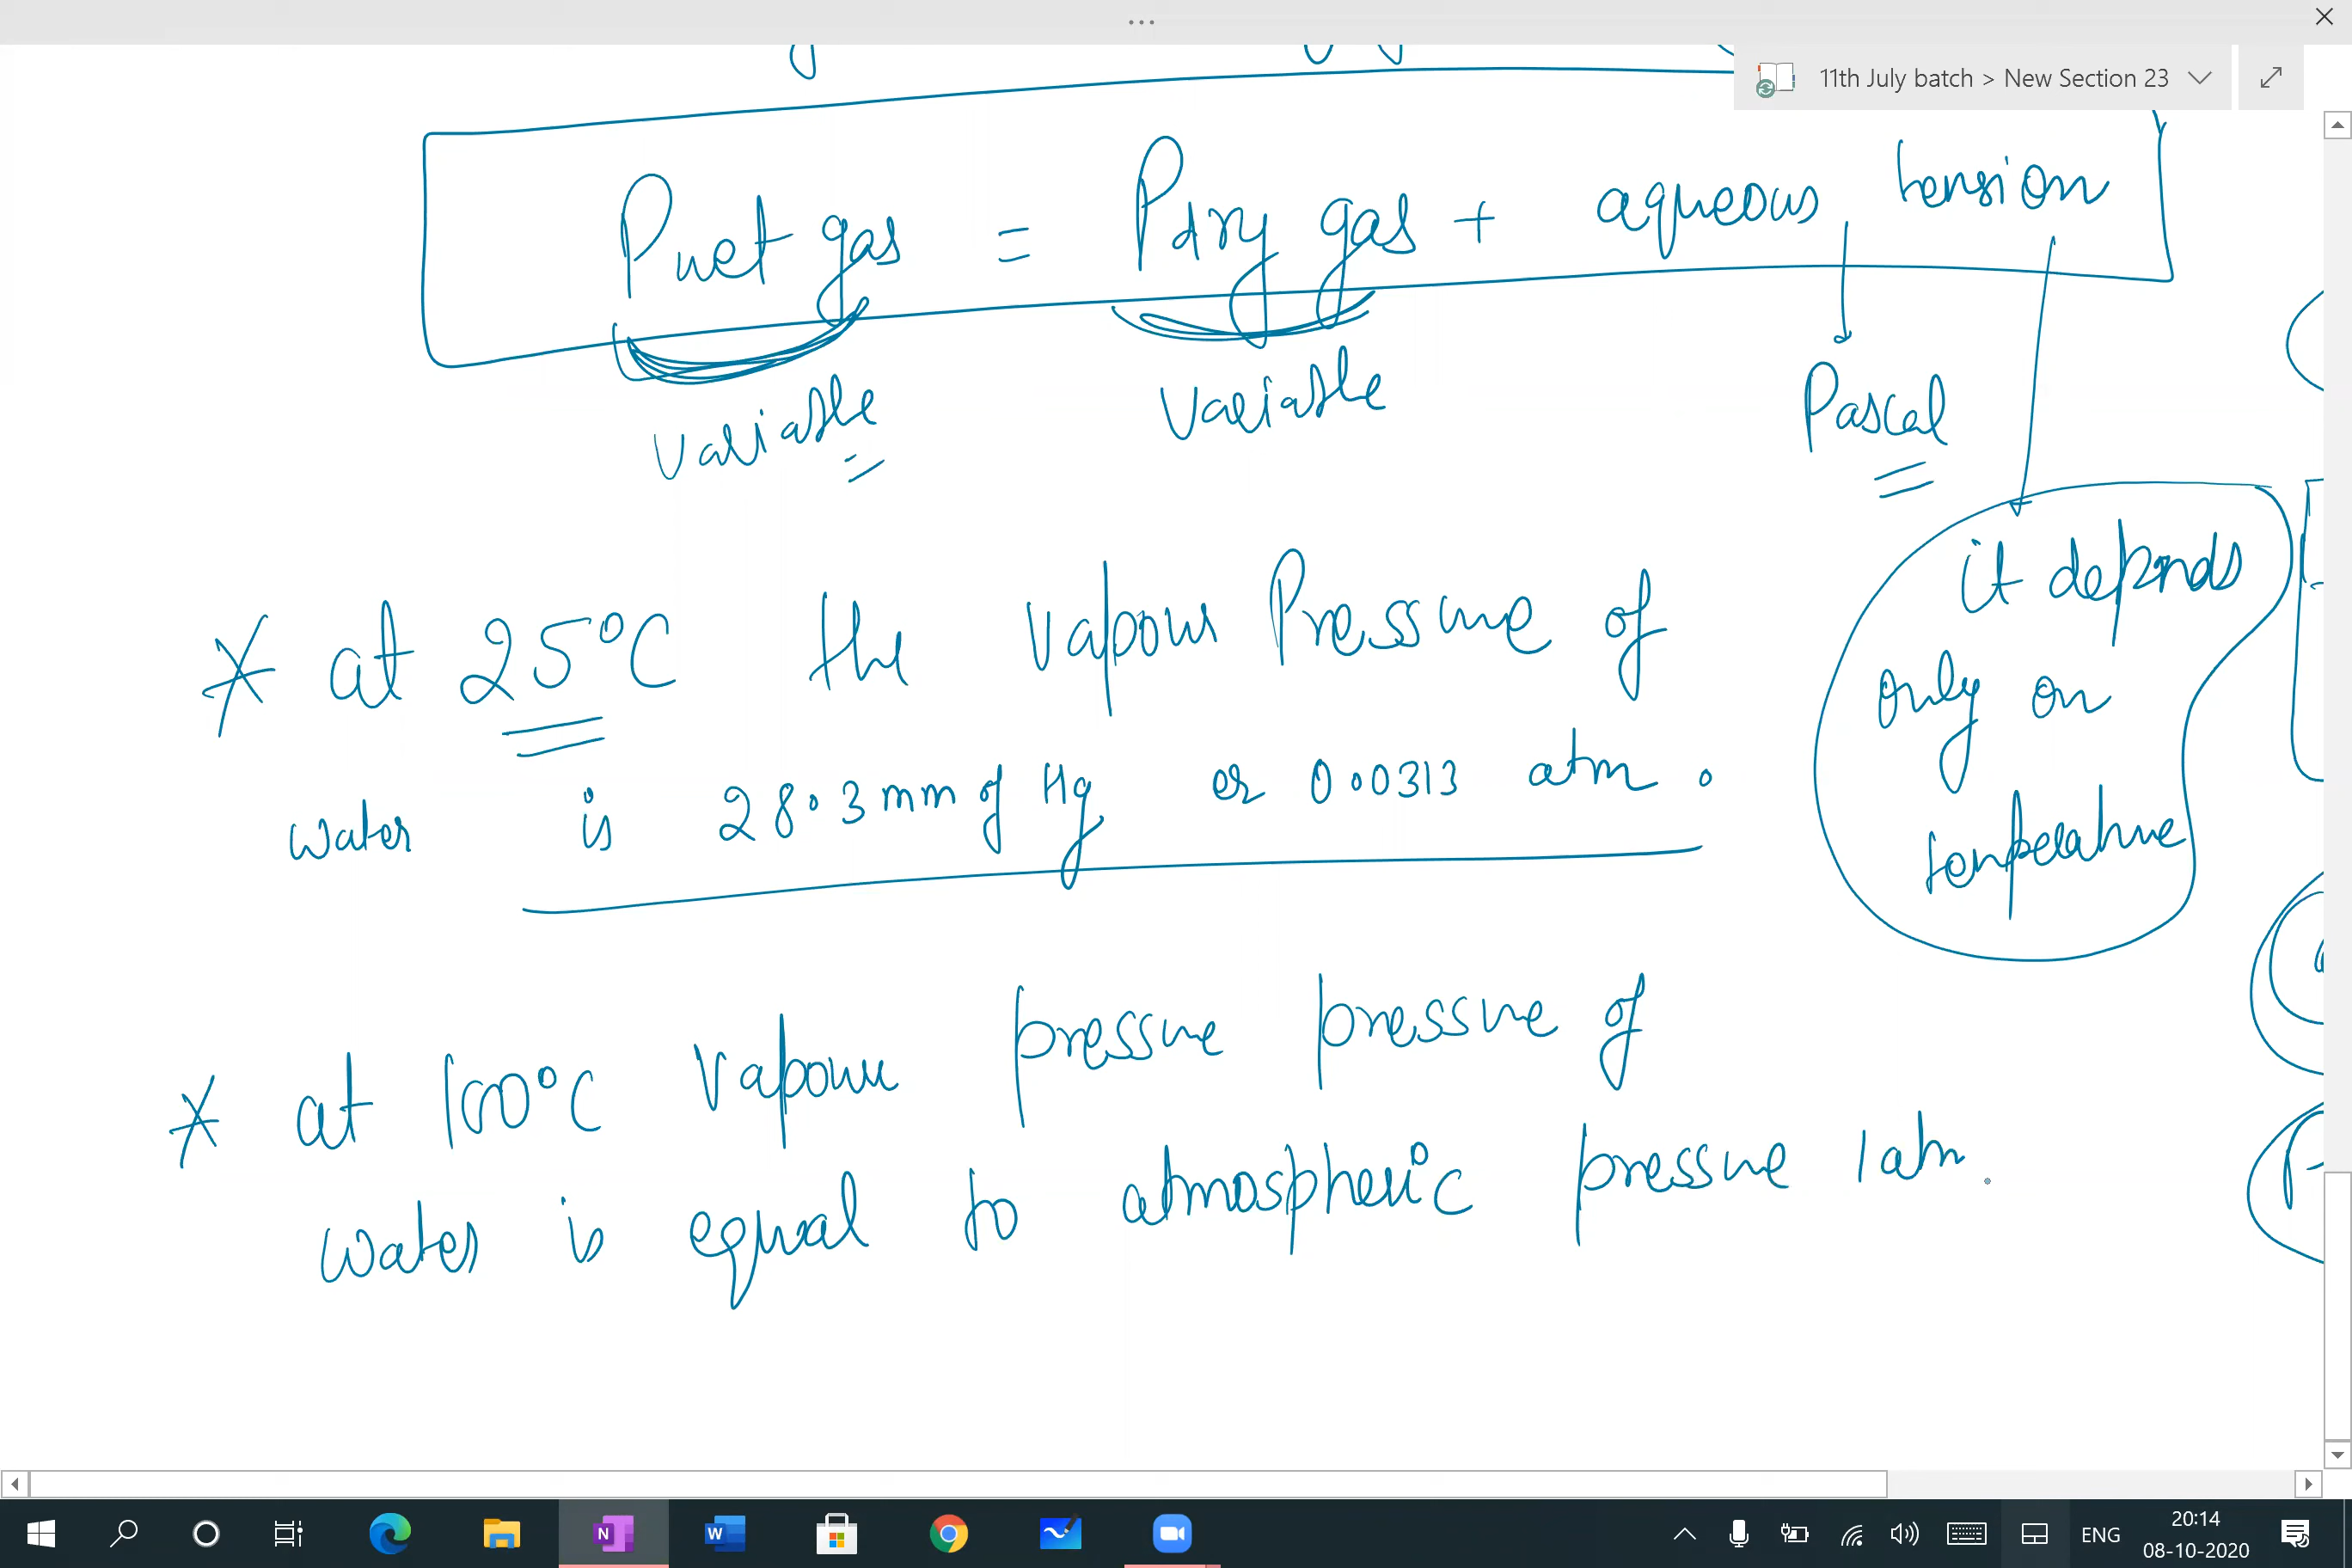 11th July batch > New Section 23
Pwet gas = Pdry gas + aqueous tension
variable
variable
Pascal
it depends
only on
temperature
* at 25°C the vapour Pressure of
water is 28.3 mm of Hg or 0.0313 atm.
* at 100°C Vapour pressure pressure of
water is equal to atmospheric pressure 1atm.
ENG
20:14
08-10-2020